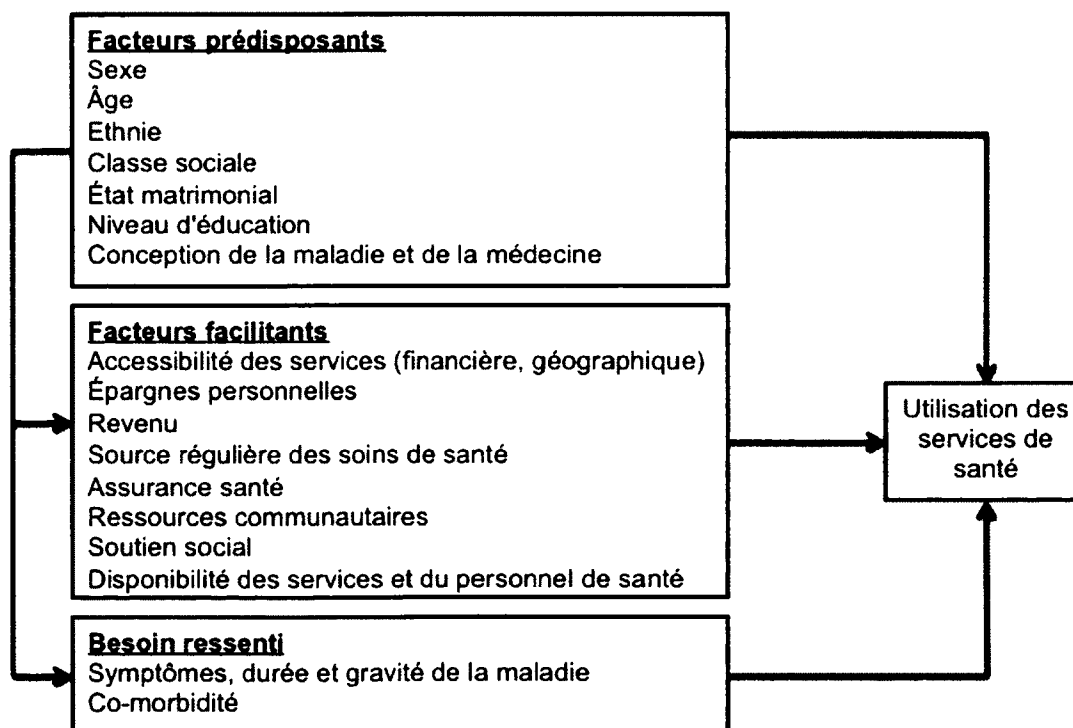 Facteurs prédisposants
Sexe
Âge
Ethnie
Classe sociale
État matrimonial
Niveau d'éducation
Conception de la maladie et de la médecine
Facteurs facilitants
Accessibilité des services (financière, géographique)
Épargnes personnelles
Revenu
Source régulière des soins de santé
Assurance santé
Ressources communautaires
Soutien social
Disponibilité des services et du personnel de santé
Besoin ressenti
Symptômes, durée et gravité de la maladie
Co-morbidité
Utilisation des
services de
santé